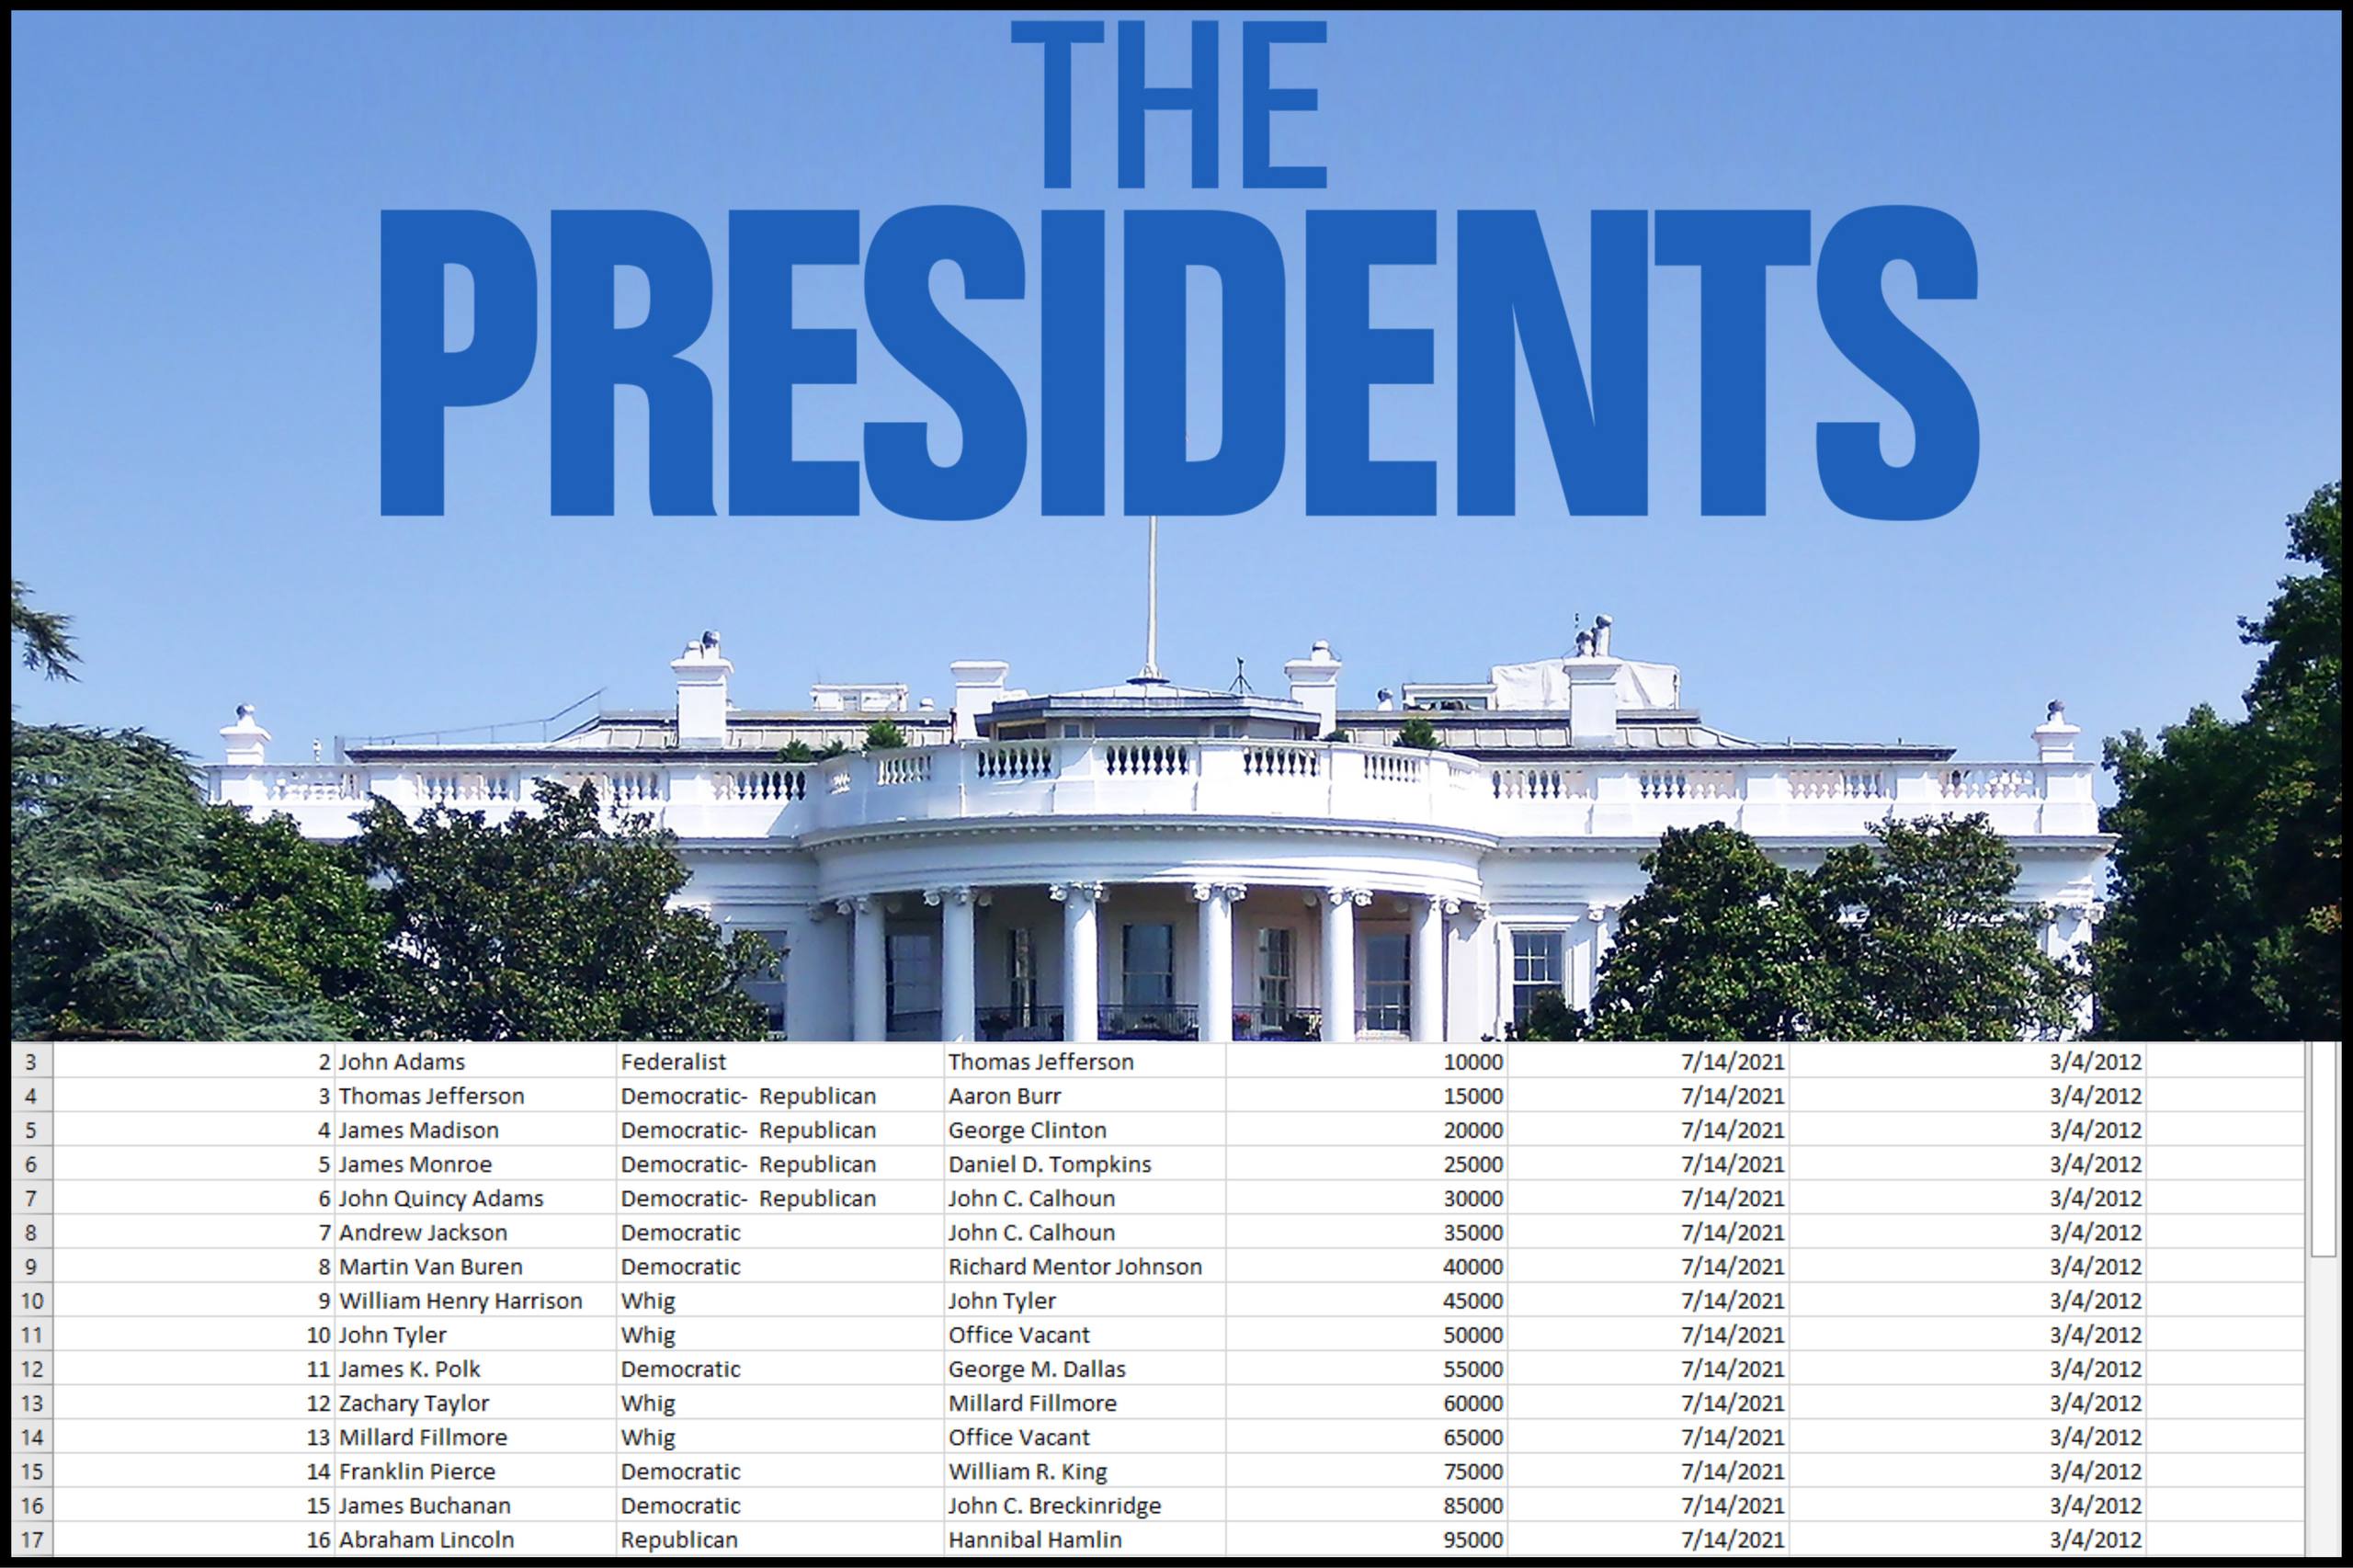 THE
PRESIDENTS
3 2 John Adams Federalist Thomas Jefferson 10000 7/14/2021 3/4/2012
4 3 Thomas Jefferson Democratic-  Republican Aaron Burr 15000 7/14/2021 3/4/2012
5 4 James Madison Democratic-  Republican George Clinton 20000 7/14/2021 3/4/2012
6 5 James Monroe Democratic-  Republican Daniel D. Tompkins 25000 7/14/2021 3/4/2012
7 6 John Quincy Adams Democratic-  Republican John C. Calhoun 30000 7/14/2021 3/4/2012
8 7 Andrew Jackson Democratic John C. Calhoun 35000 7/14/2021 3/4/2012
9 8 Martin Van Buren Democratic Richard Mentor Johnson 40000 7/14/2021 3/4/2012
10 9 William Henry Harrison Whig John Tyler 45000 7/14/2021 3/4/2012
11 10 John Tyler Whig Office Vacant 50000 7/14/2021 3/4/2012
12 11 James K. Polk Democratic George M. Dallas 55000 7/14/2021 3/4/2012
13 12 Zachary Taylor Whig Millard Fillmore 60000 7/14/2021 3/4/2012
14 13 Millard Fillmore Whig Office Vacant 65000 7/14/2021 3/4/2012
15 14 Franklin Pierce Democratic William R. King 75000 7/14/2021 3/4/2012
16 15 James Buchanan Democratic John C. Breckinridge 85000 7/14/2021 3/4/2012
17 16 Abraham Lincoln Republican Hannibal Hamlin 95000 7/14/2021 3/4/2012